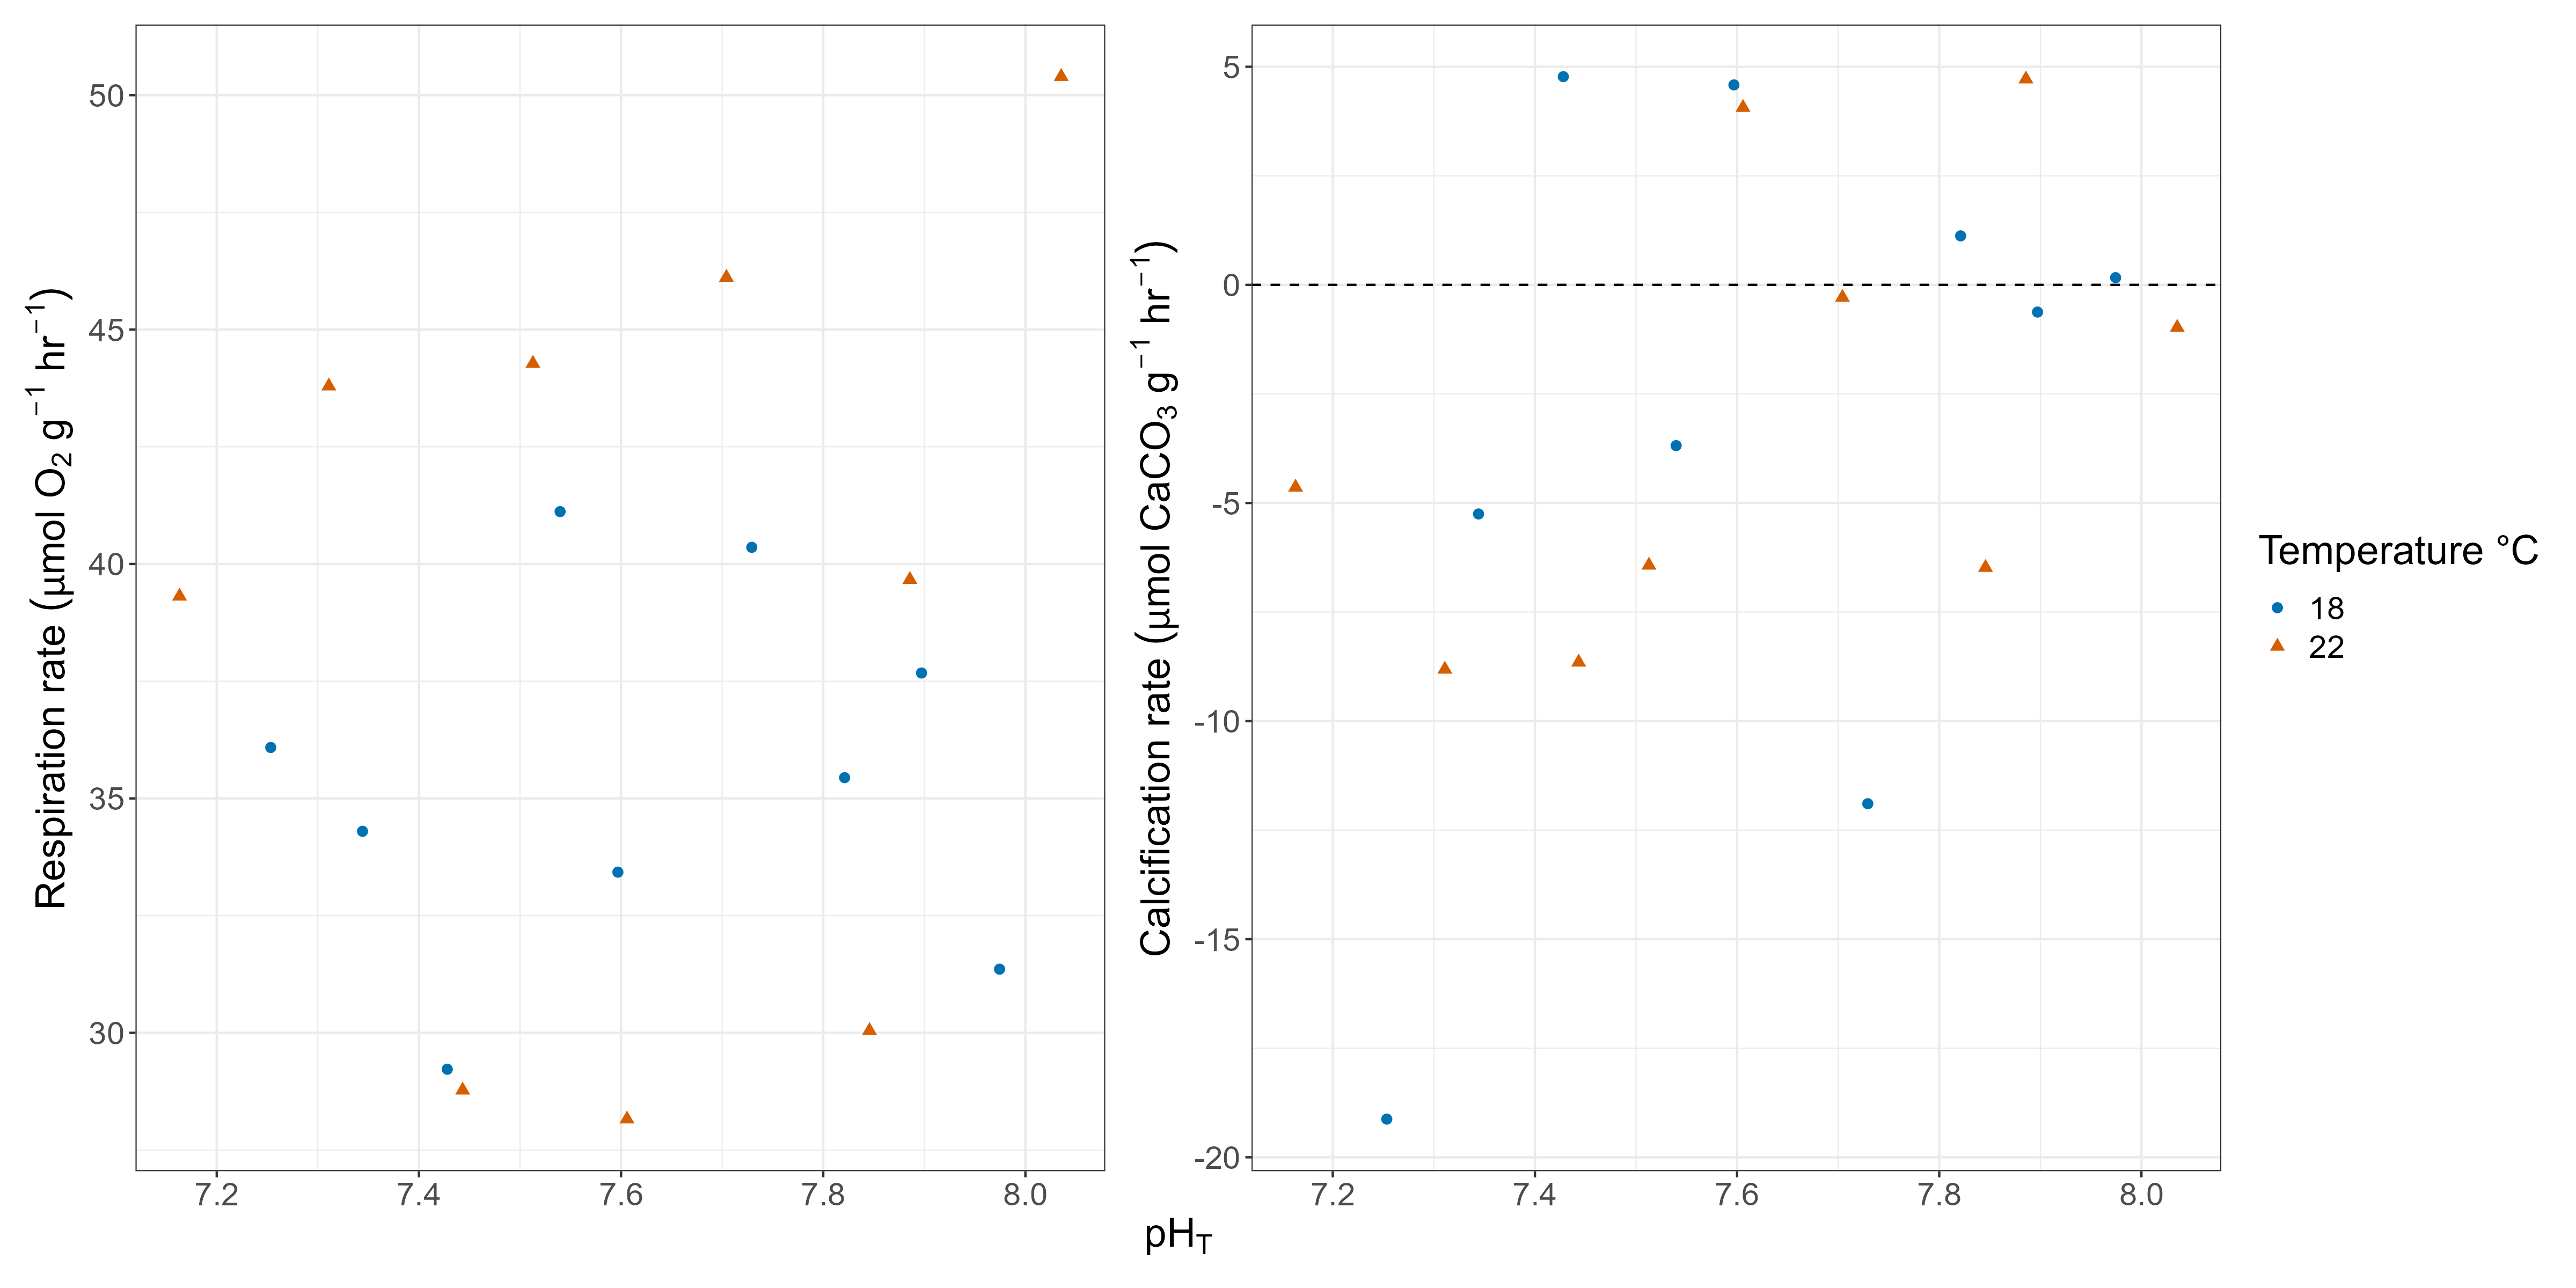 Respiration rate (µmol O₂ g⁻¹ hr⁻¹)
50
45
40
35
30
7.2 7.4 7.6 7.8 8.0
Calcification rate (µmol CaCO₃ g⁻¹ hr⁻¹)
5
0
-5
-10
-15
-20
7.2 7.4 7.6 7.8 8.0
pH_T
Temperature °C
18
22